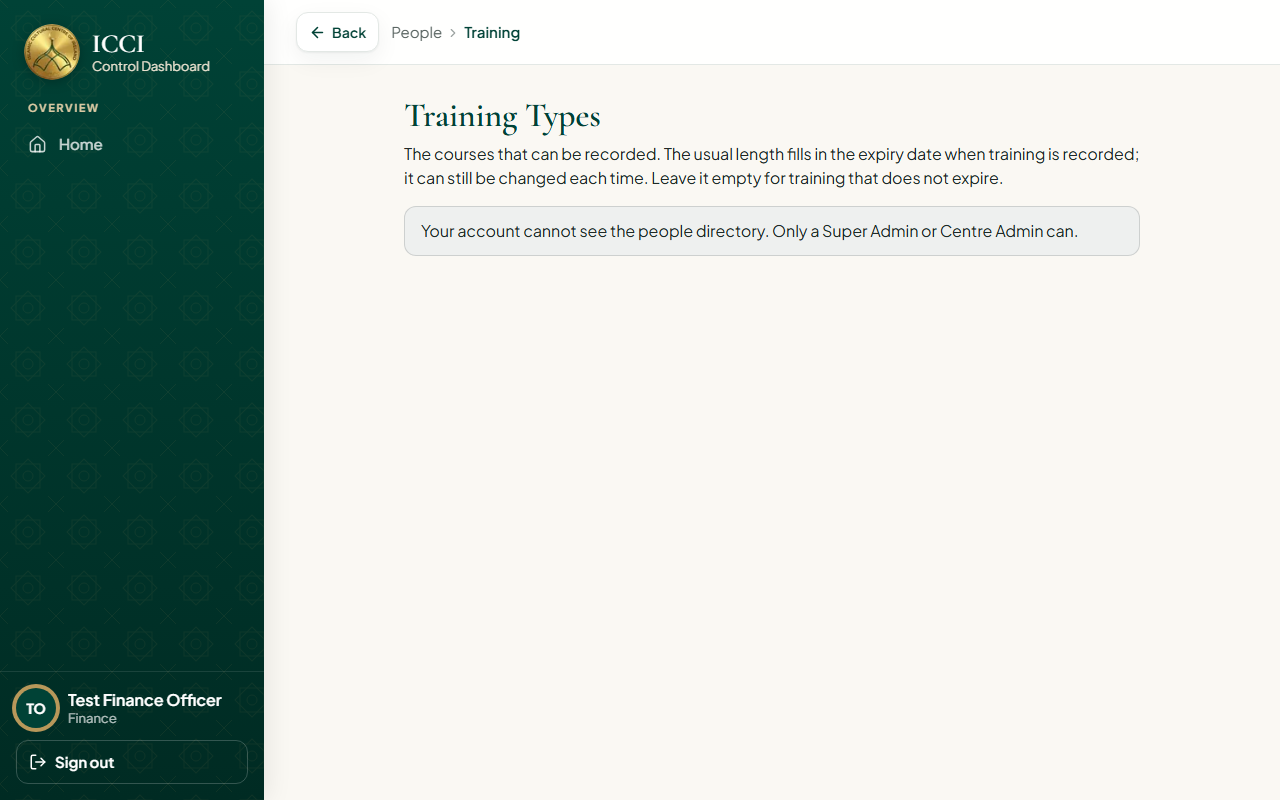 ICCI
Control Dashboard
OVERVIEW
Home
Back
People
Training
Training Types
The courses that can be recorded. The usual length fills in the expiry date when training is recorded;
it can still be changed each time. Leave it empty for training that does not expire.
Your account cannot see the people directory. Only a Super Admin or Centre Admin can.
TO
Test Finance Officer
Finance
Sign out